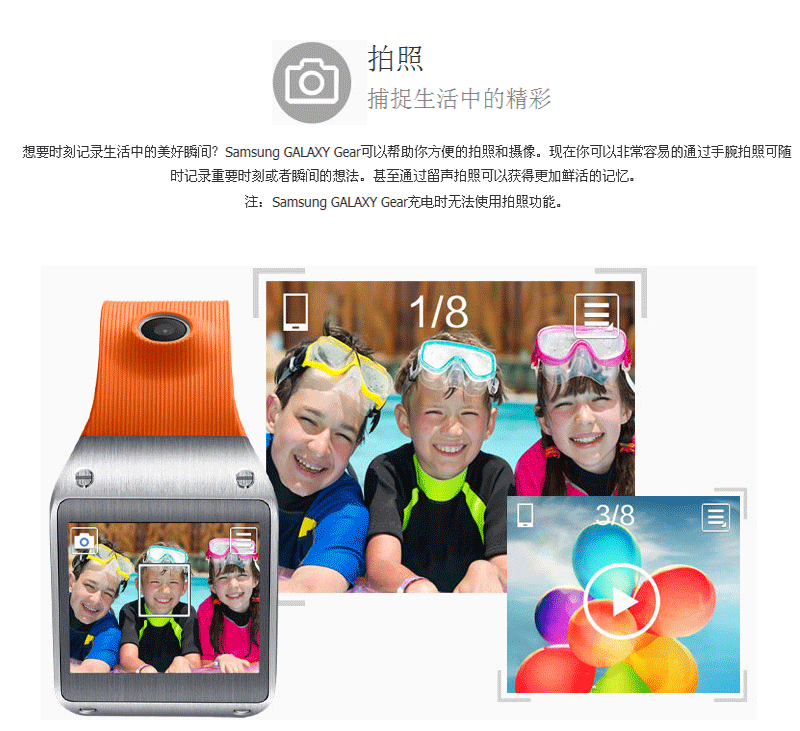 拍照
捕捉生活中的精彩
想要时刻记录生活中的美好瞬间？Samsung GALAXY Gear可以帮助你方便的拍照和摄像。现在你可以非常容易的通过手腕拍照可随
时记录重要时刻或者瞬间的想法。甚至通过留声拍照可以获得更加鲜活的记忆。
注：Samsung GALAXY Gear充电时无法使用拍照功能。
1/8
3/8